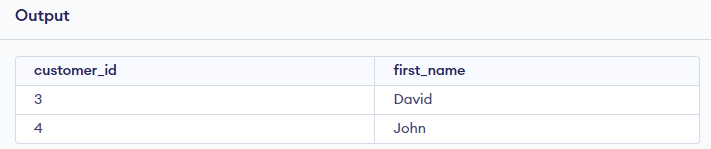 Output
customer_id first_name
3 David
4 John